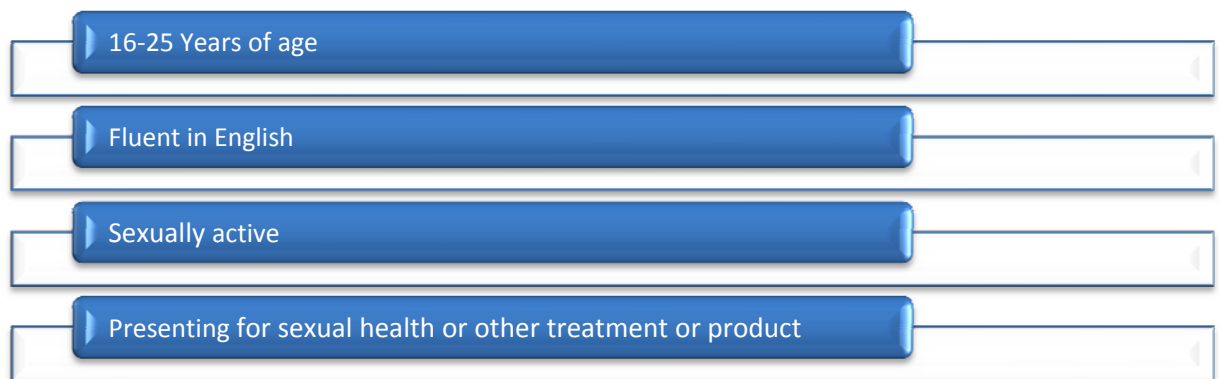 16-25 Years of age
Fluent in English
Sexually active
Presenting for sexual health or other treatment or product